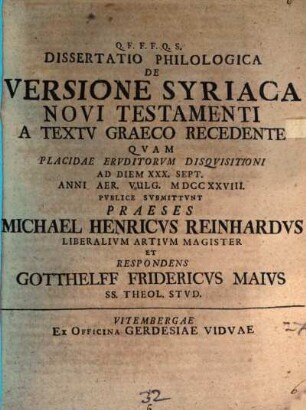 Q. F. F. F. Q. S.
DISSERTATIO PHILOLOGICA
DE
VERSIONE SYRIACA
NOVI TESTAMENTI
A TEXTV GRAECO RECEDENTE
QVAM
PLACIDAE ERVDITORVM DISQVISITIONI
AD DIEM XXX. SEPT.
ANNI AER. VULG. MDCCXXVIII.
PVBLICE SVBMITTVNT
PRAESES
MICHAEL HENRICVS REINHARDVS
LIBERALIVM ARTIVM MAGISTER
ET
RESPONDENS
GOTTHELFF FRIDERICVS MAIVS
SS. THEOL. STVD.
VITEMBERGAE
EX OFFICINA GERDESIAE VIDVAE
32